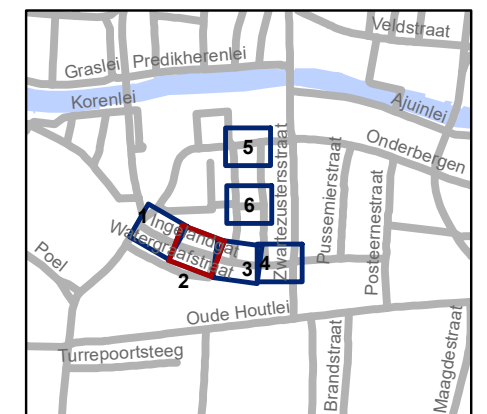 Veldstraat
Graslei
Predikherenlei
Korenlei
Ajuinlei
Onderbergen
5
Zwartezustersstraat
Pussemierstraat
6
Posteernestraat
1
Ingelandgat
Watergraafstraat
Poel
2
3
4
Oude Houtlei
Turrepoortsteeg
Brandstraat
Maagdestraat